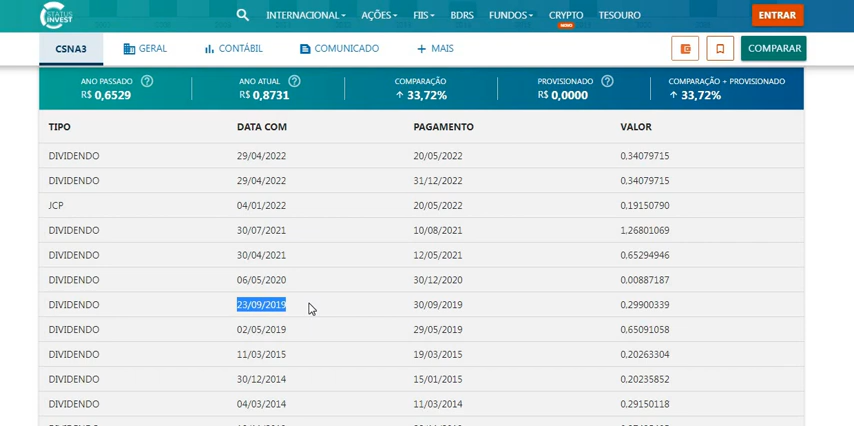 STATUS
INVEST
INTERNACIONAL
AÇÕES
FIIS
BDRS
FUNDOS
CRYPTO
NOVO
TESOURO
ENTRAR
CSNA3
GERAL
CONTÁBIL
COMUNICADO
+ MAIS
COMPARAR
ANO PASSADO
R$ 0,6529
ANO ATUAL
R$ 0,8731
COMPARAÇÃO
↑ 33,72%
PROVISIONADO
R$ 0,0000
COMPARAÇÃO + PROVISIONADO
↑ 33,72%
TIPO DATA COM PAGAMENTO VALOR
DIVIDENDO 29/04/2022 20/05/2022 0,34079715
DIVIDENDO 29/04/2022 31/12/2022 0,34079715
JCP 04/01/2022 20/05/2022 0,19150790
DIVIDENDO 30/07/2021 10/08/2021 1,26801069
DIVIDENDO 30/04/2021 12/05/2021 0,65294946
DIVIDENDO 06/05/2020 30/12/2020 0,00887187
DIVIDENDO 23/09/2019 30/09/2019 0,29900339
DIVIDENDO 02/05/2019 29/05/2019 0,65091058
DIVIDENDO 11/03/2015 19/03/2015 0,20263304
DIVIDENDO 30/12/2014 15/01/2015 0,20235852
DIVIDENDO 04/03/2014 11/03/2014 0,29150118